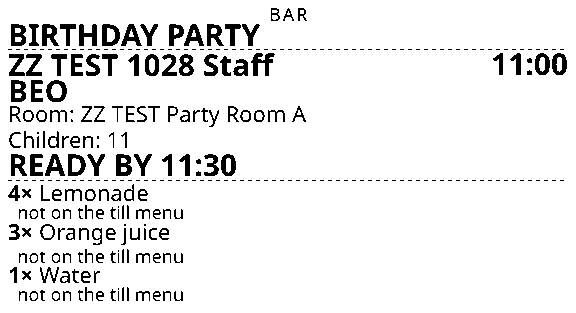 BAR
BIRTHDAY PARTY
ZZ TEST 1028 Staff 11:00
BEO
Room: ZZ TEST Party Room A
Children: 11
READY BY 11:30
4× Lemonade
not on the till menu
3× Orange juice
not on the till menu
1× Water
not on the till menu